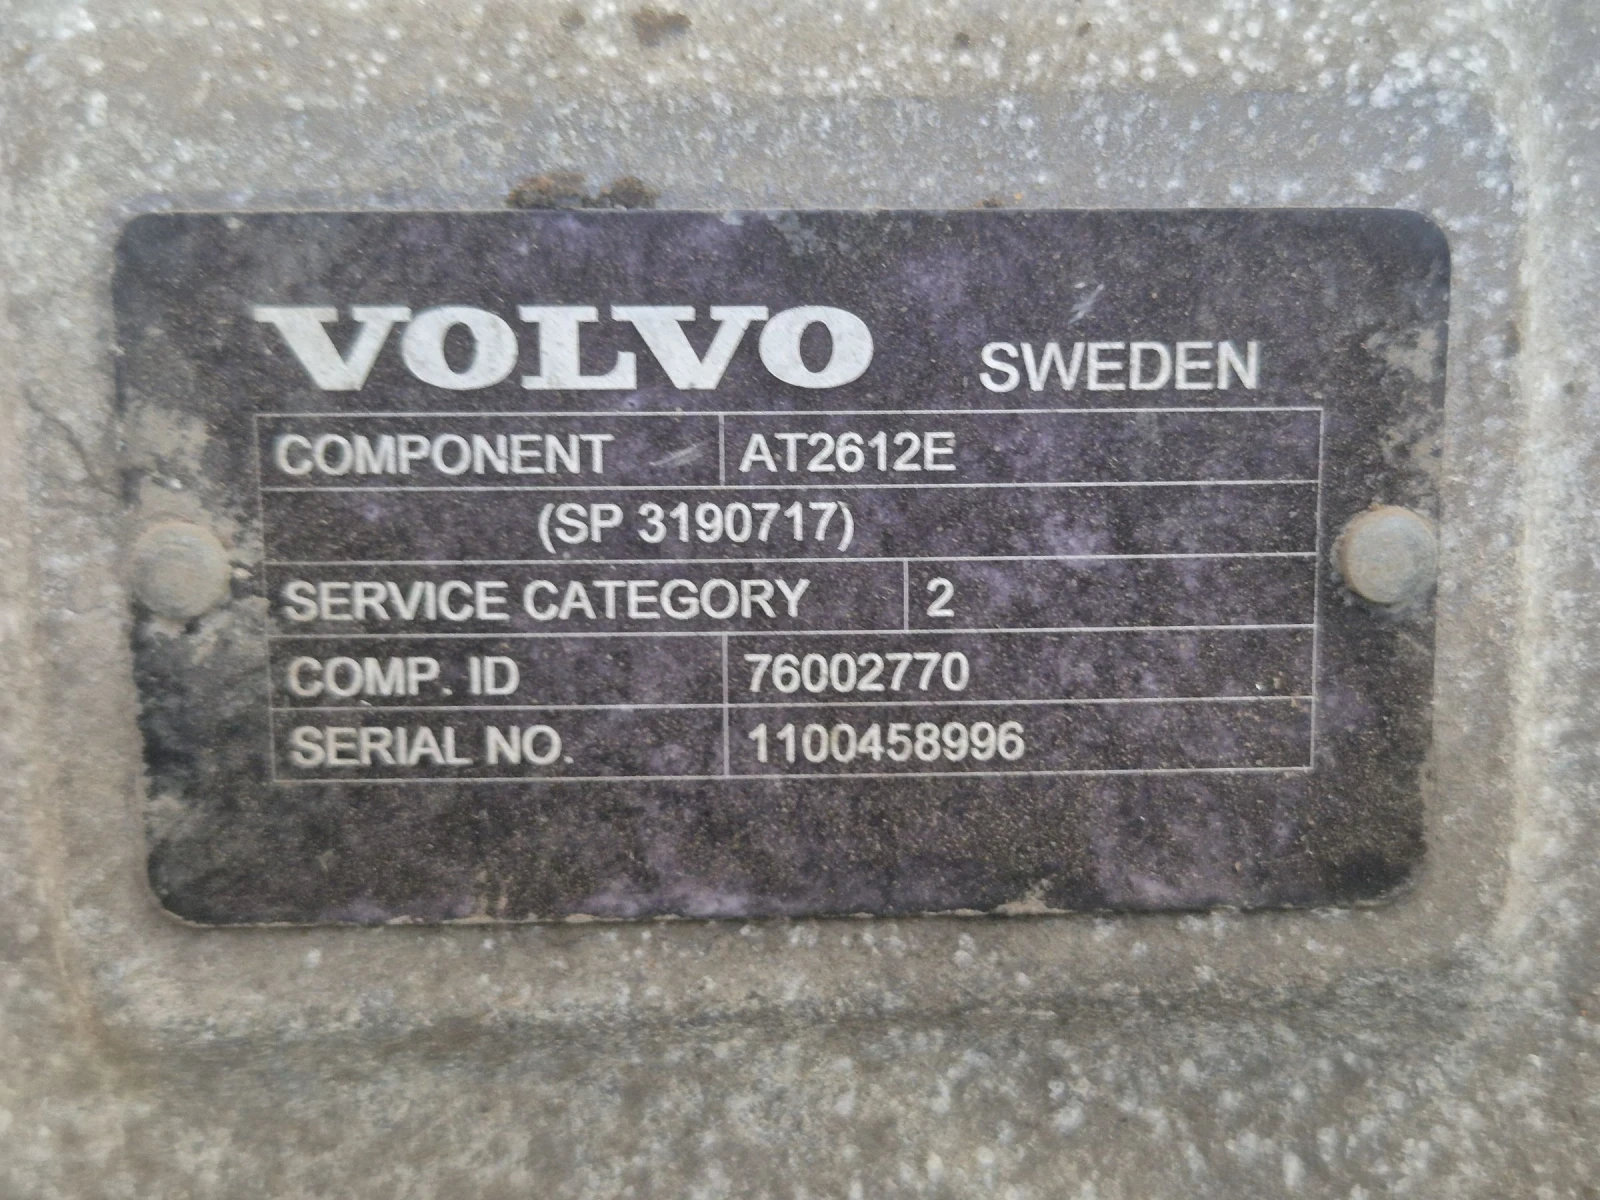 VOLVO SWEDEN
COMPONENT AT2612E
(SP 3190717)
SERVICE CATEGORY 2
COMP. ID 76002770
SERIAL NO. 1100458996